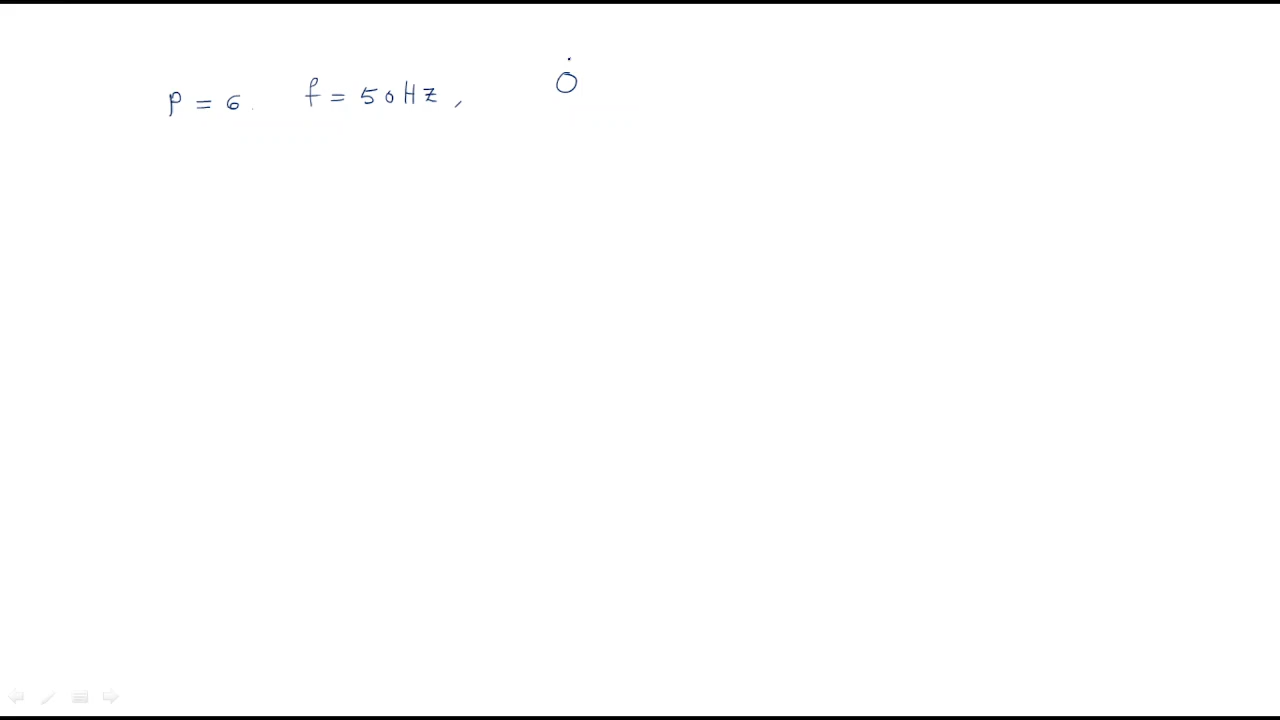 P = 6. f = 50Hz, O